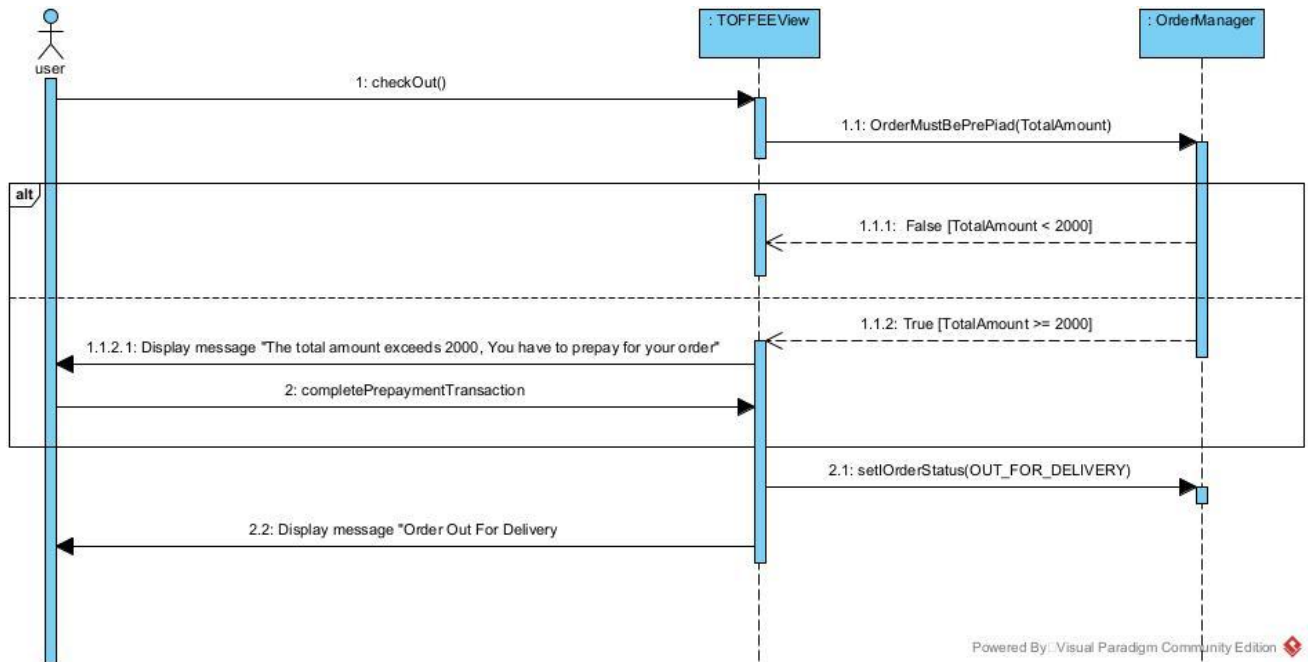 : TOFFEEView
: OrderManager
user
1: checkOut()
1.1: OrderMustBePrePiad(TotalAmount)
alt
1.1.1: False [TotalAmount < 2000]
1.1.2: True [TotalAmount >= 2000]
1.1.2.1: Display message "The total amount exceeds 2000, You have to prepay for your order"
2: completePrepaymentTransaction
2.1: setIOrderStatus(OUT_FOR_DELIVERY)
2.2: Display message "Order Out For Delivery
Powered By Visual Paradigm Community Edition